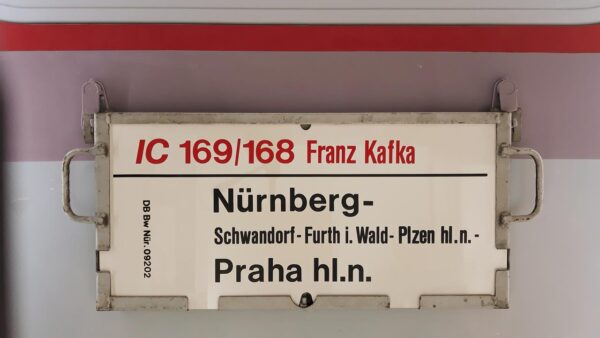 IC 169/168 Franz Kafka
Nürnberg-
Schwandorf- Furth i. Wald- Plzen hl.n.-
Praha hl.n.
DB Bw Nür. 09202